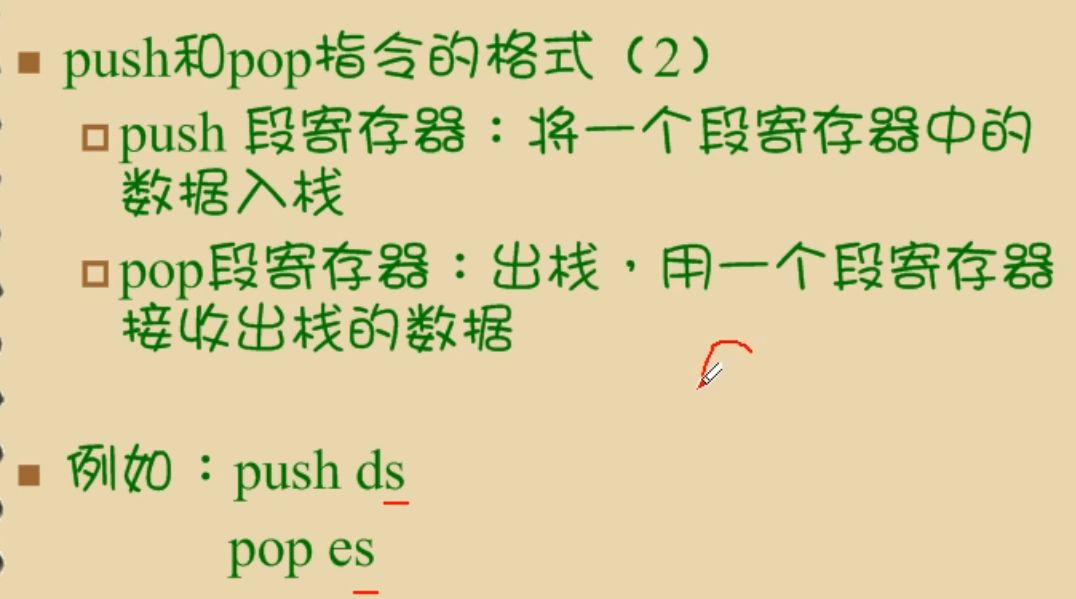 push和pop指令的格式（2）
push 段寄存器：将一个段寄存器中的
数据入栈
pop段寄存器：出栈，用一个段寄存器
接收出栈的数据
例如：push ds
pop es